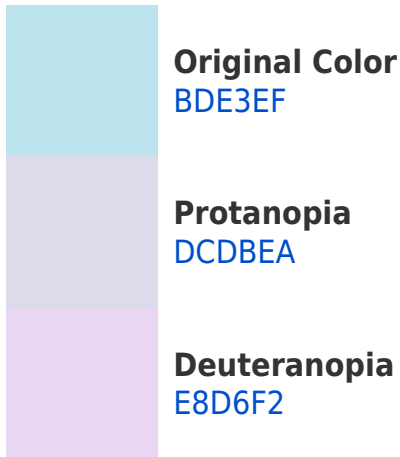 Original Color
BDE3EF
Protanopia
DCDBEA
Deuteranopia
E8D6F2